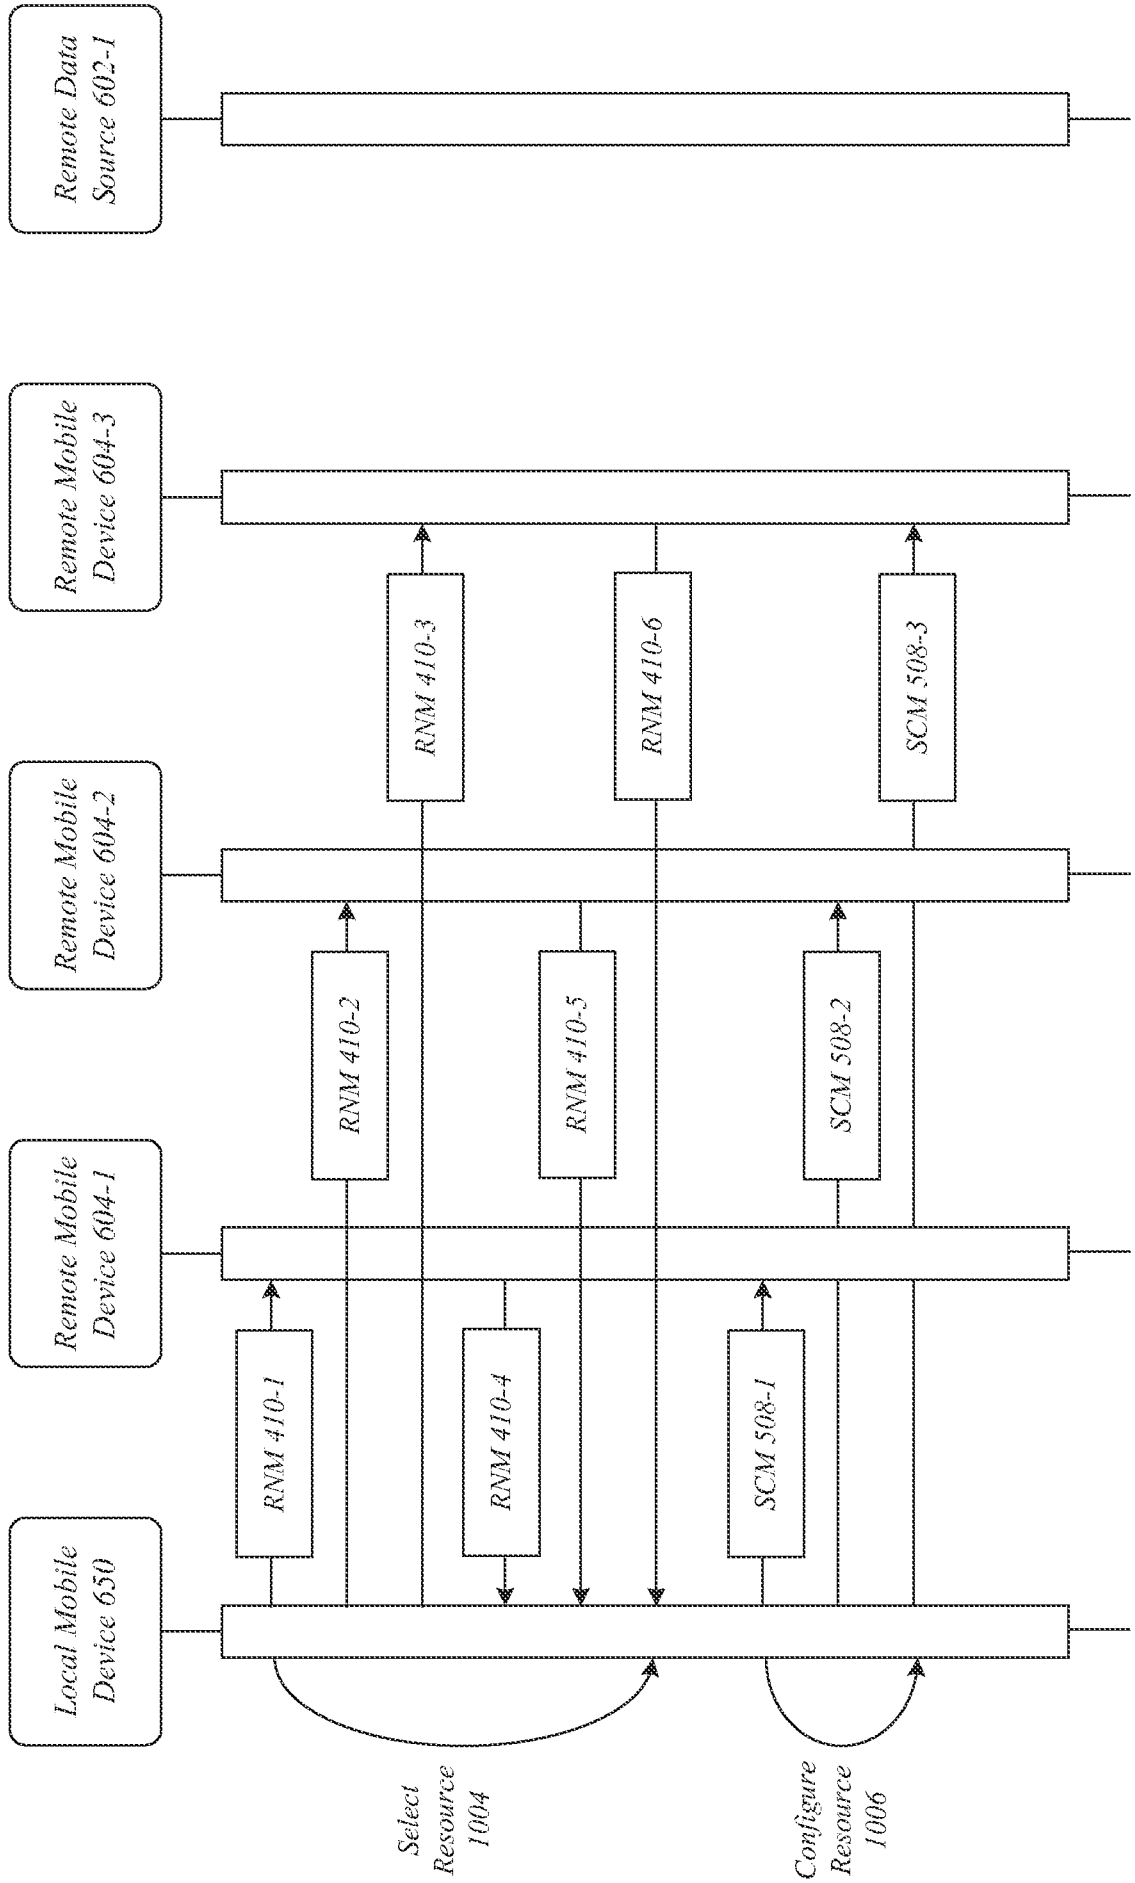 Local Mobile
Device 650
Remote Mobile
Device 604-1
Remote Mobile
Device 604-2
Remote Mobile
Device 604-3
Remote Data
Source 602-1
RNM 410-1
RNM 410-2
RNM 410-3
Select
Resource
1004
RNM 410-4
RNM 410-5
RNM 410-6
SCM 508-1
SCM 508-2
SCM 508-3
Configure
Resource
1006